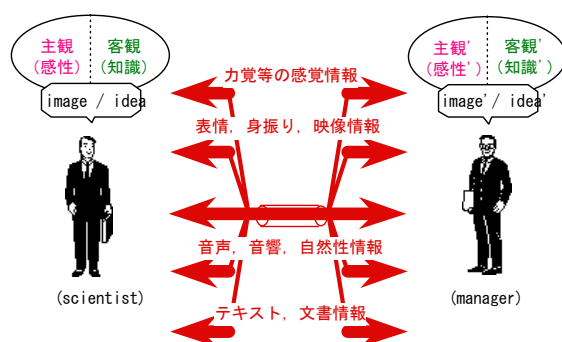 主観
(感性)
客観
(知識)
image / idea
主観'
(感性')
客観'
(知識')
image'/ idea'
力覚等の感覚情報
表情，身振り，映像情報
音声，音響，自然性情報
テキスト，文書情報
(scientist)
(manager)